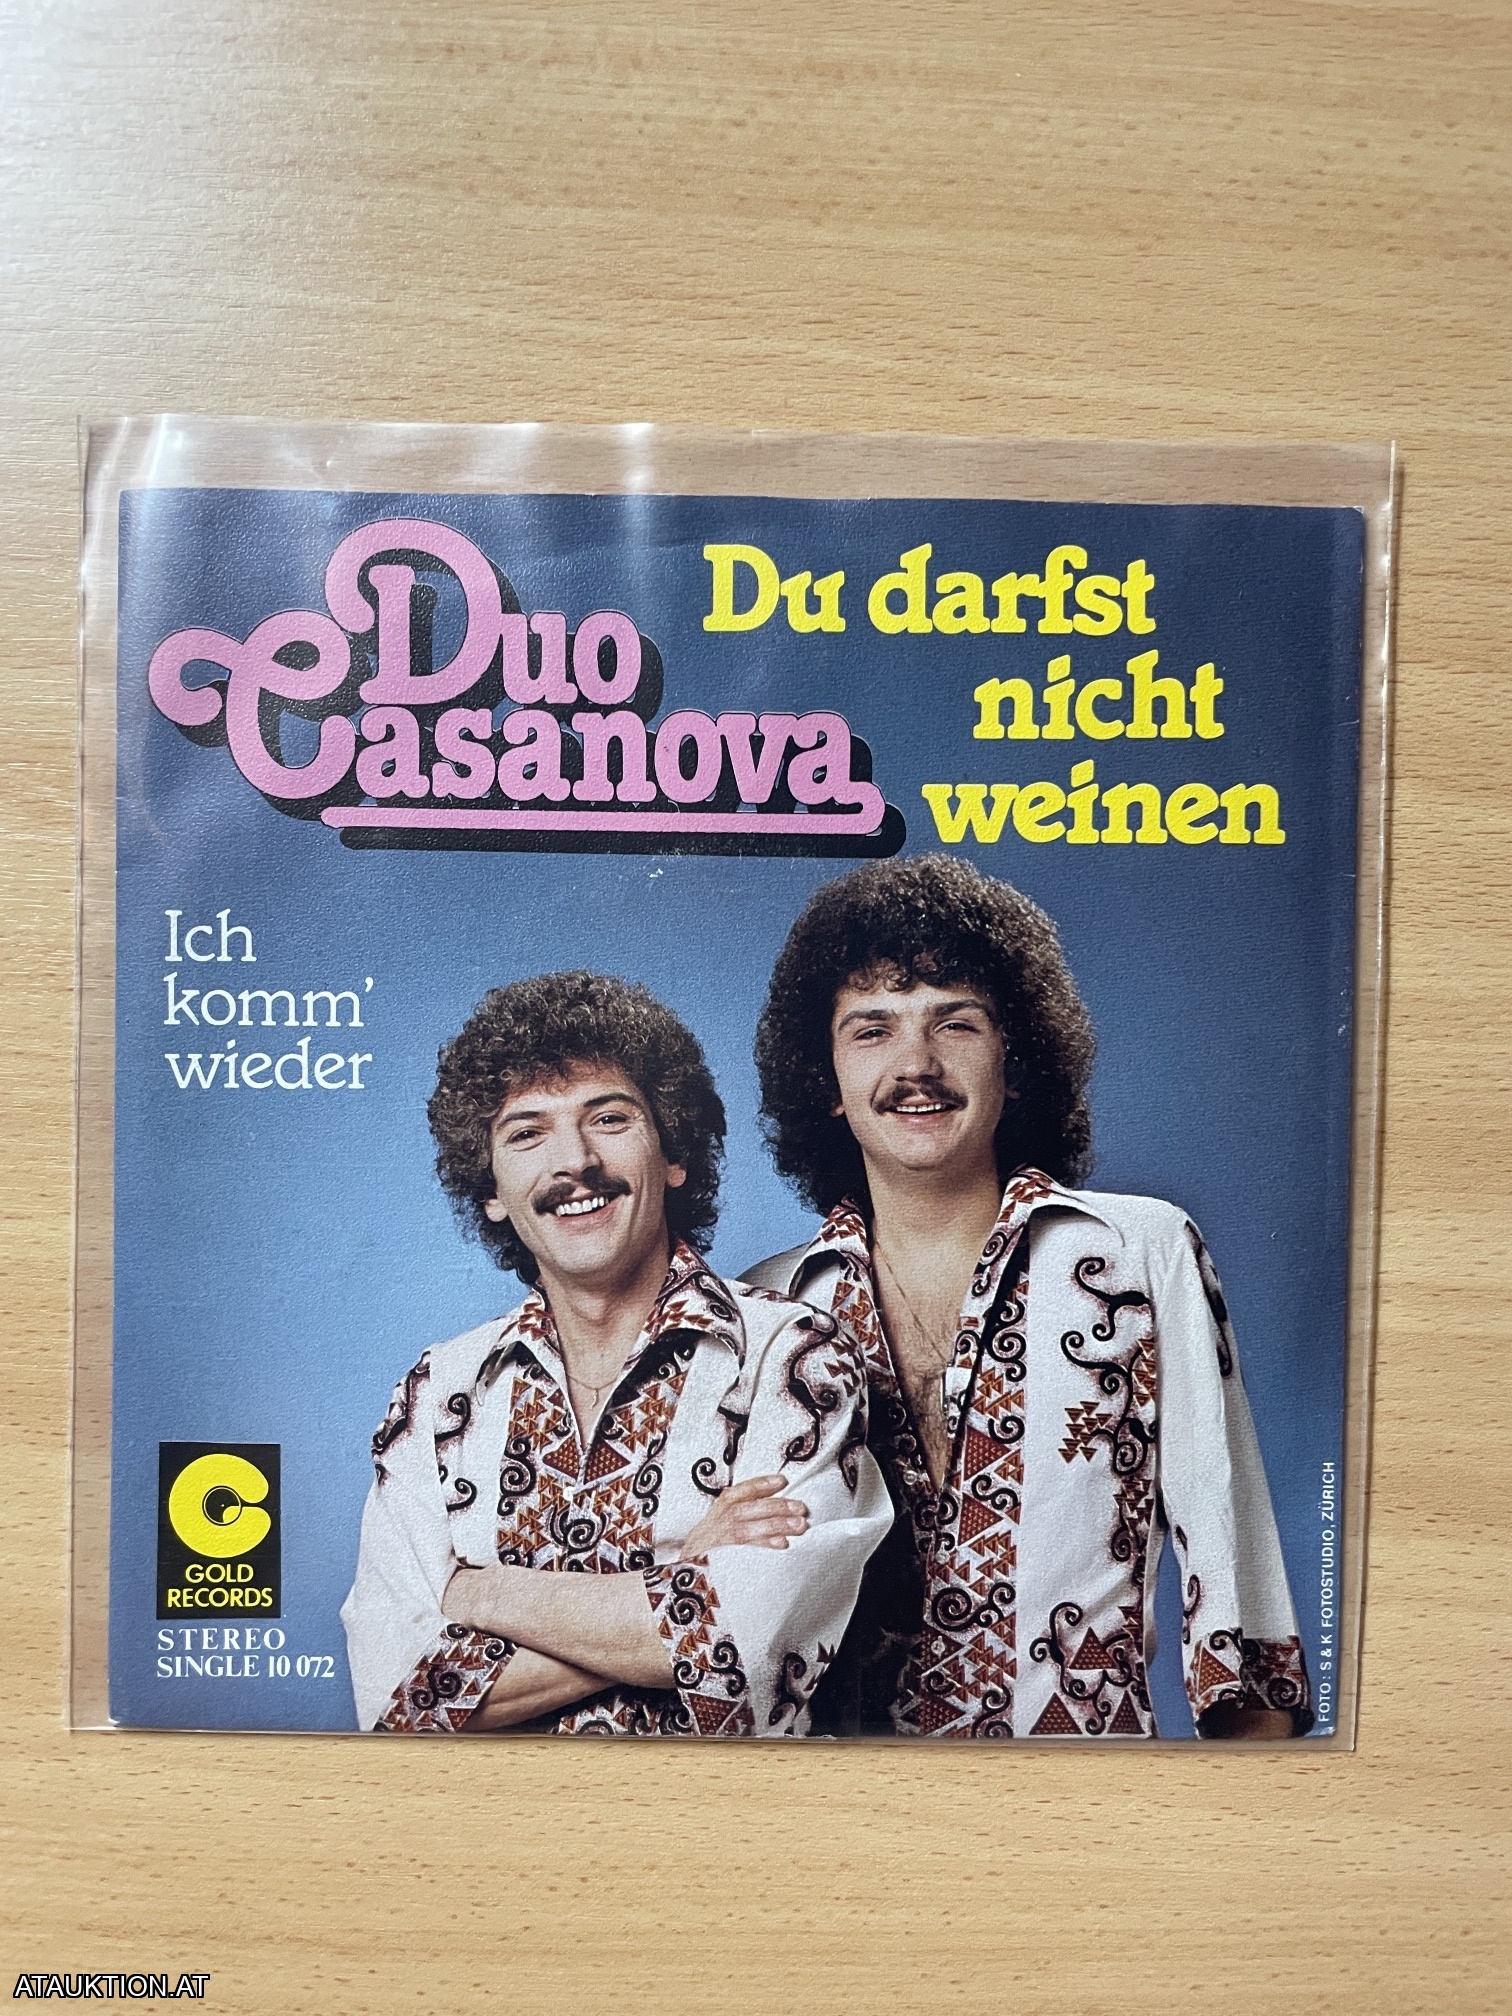 Duo
Casanova
Du darfst
nicht
weinen
Ich
komm'
wieder
GOLD
RECORDS
STEREO
SINGLE 10 072
FOTO: S & K FOTOSTUDIO, ZÜRICH
ATAUKTION.AT